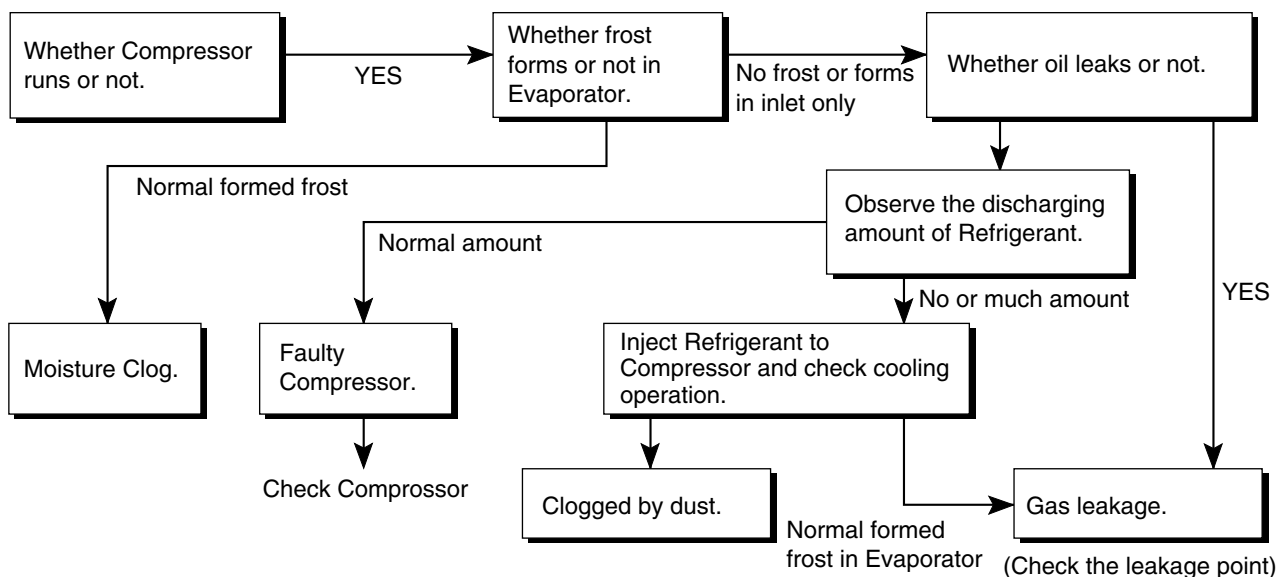 Whether Compressor
runs or not.
YES
Whether frost
forms or not in
Evaporator.
No frost or forms
in inlet only
Whether oil leaks or not.
Normal formed frost
Observe the discharging
amount of Refrigerant.
Normal amount
No or much amount
YES
Moisture Clog.
Faulty
Compressor.
Inject Refrigerant to
Compressor and check cooling
operation.
Check Comprossor
Clogged by dust.
Normal formed
frost in Evaporator
Gas leakage.
(Check the leakage point)